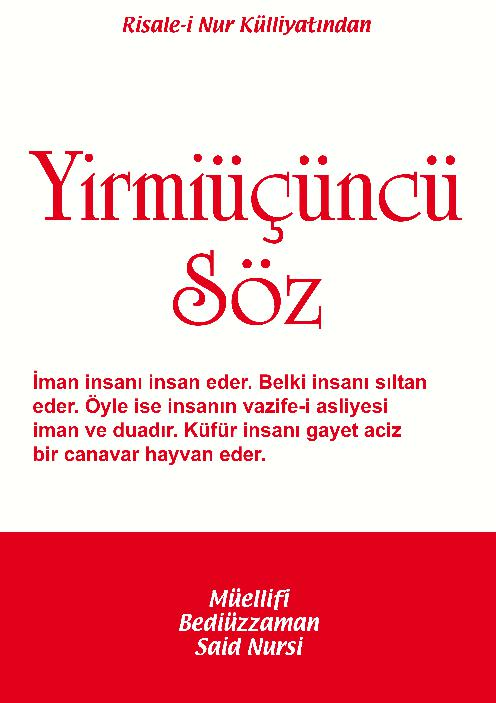 Risale-i Nur Külliyatından
Yirmiüçüncü
Söz
İman insanı insan eder. Belki insanı sıltan
eder. Öyle ise insanın vazife-i asliyesi
iman ve duadır. Küfür insanı gayet aciz
bir canavar hayvan eder.
Müellifi
Bediüzzaman
Said Nursi